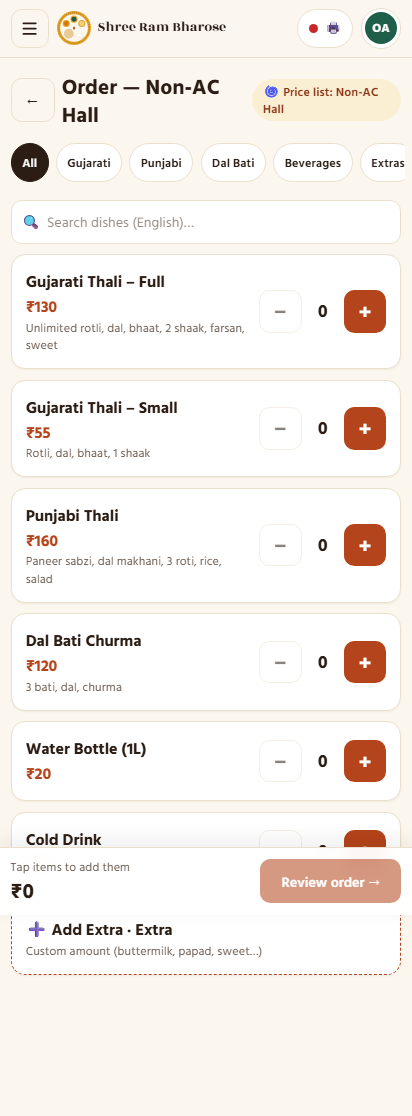 Shree Ram Bharose
OA
←
Order — Non-AC
Hall
Price list: Non-AC
Hall
All
Gujarati
Punjabi
Dal Bati
Beverages
Extras
Search dishes (English)...
Gujarati Thali – Full
₹130
Unlimited rotli, dal, bhaat, 2 shaak, farsan,
sweet
− 0 +
Gujarati Thali – Small
₹55
Rotli, dal, bhaat, 1 shaak
− 0 +
Punjabi Thali
₹160
Paneer sabzi, dal makhani, 3 roti, rice,
salad
− 0 +
Dal Bati Churma
₹120
3 bati, dal, churma
− 0 +
Water Bottle (1L)
₹20
− 0 +
Cold Drink
Tap items to add them
₹0
Review order →
Add Extra · Extra
Custom amount (buttermilk, papad, sweet...)